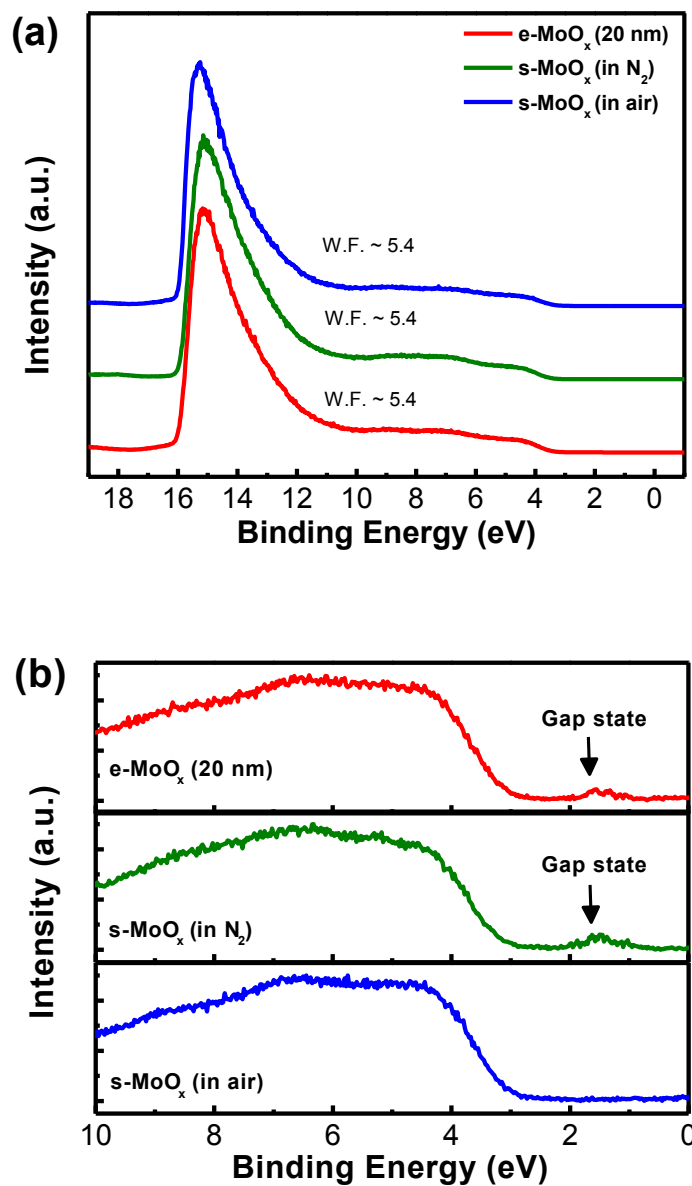 (a)
e-MoOₓ (20 nm)
s-MoOₓ (in N₂)
s-MoOₓ (in air)
W.F. ~ 5.4
W.F. ~ 5.4
W.F. ~ 5.4
Intensity (a.u.)
18 16 14 12 10 8 6 4 2 0
Binding Energy (eV)
(b)
Gap state
e-MoOₓ (20 nm)
Gap state
s-MoOₓ (in N₂)
s-MoOₓ (in air)
Intensity (a.u.)
10 8 6 4 2 0
Binding Energy (eV)